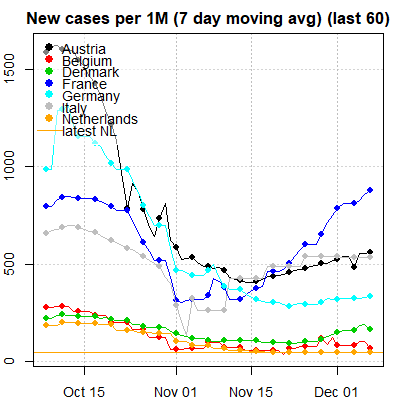 New cases per 1M (7 day moving avg) (last 60)
1500
1000
500
0
Austria
Belgium
Denmark
France
Germany
Italy
Netherlands
latest NL
Oct 15
Nov 01
Nov 15
Dec 01